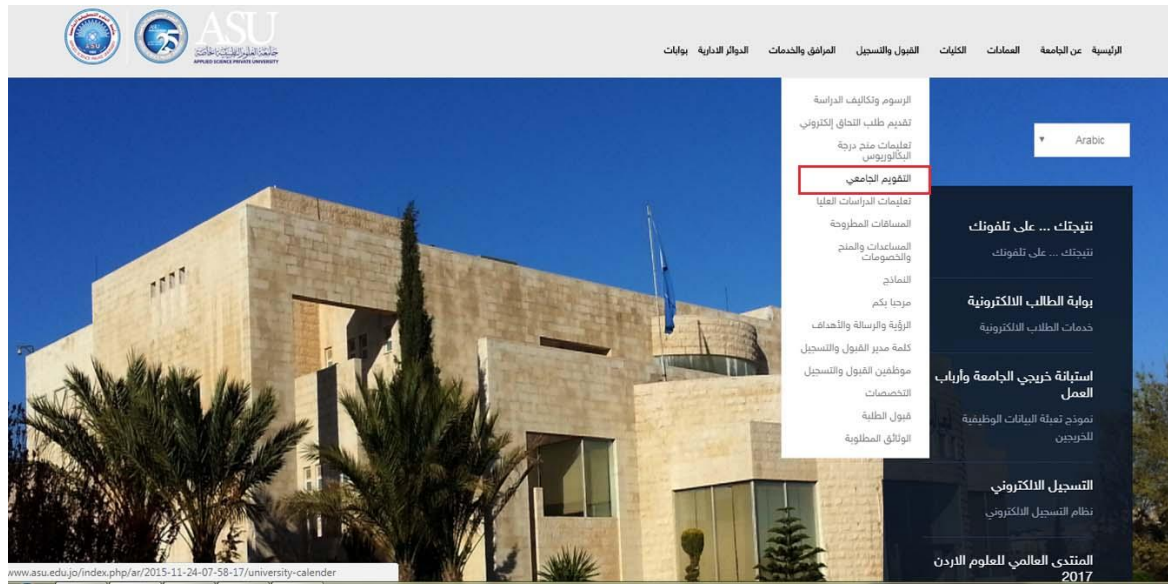 ASU
جامعة العلوم التطبيقية الخاصة
APPLIED SCIENCE PRIVATE UNIVERSITY
الرئيسية عن الجامعة العمادات الكليات القبول والتسجيل المرافق والخدمات الدوائر الادارية بوابات
الرسوم وتكاليف الدراسة
تقديم طلب التحاق إلكتروني
تعليمات منح درجة
البكالوريوس
التقويم الجامعي
تعليمات الدراسات العليا
المساقات المطروحة
المساعدات والمنح
والخصومات
النماذج
مرحبا بكم
الرؤية والرسالة والأهداف
كلمة مدير القبول والتسجيل
موظفين القبول والتسجيل
التخصصات
قبول الطلبة
الوثائق المطلوبة
Arabic
نتيجتك ... على تلفونك
نتيجتك ... على تلفونك
بوابة الطالب الالكترونية
خدمات الطلاب الالكترونية
استبانة خريجي الجامعة وأرباب
العمل
نموذج تعبئة البيانات الوظيفية
للخريجين
التسجيل الالكتروني
نظام التسجيل الالكتروني
المنتدى العالمي للعلوم الاردن
2017
www.asu.edu.jo/index.php/ar/2015-11-24-07-58-17/university-calender